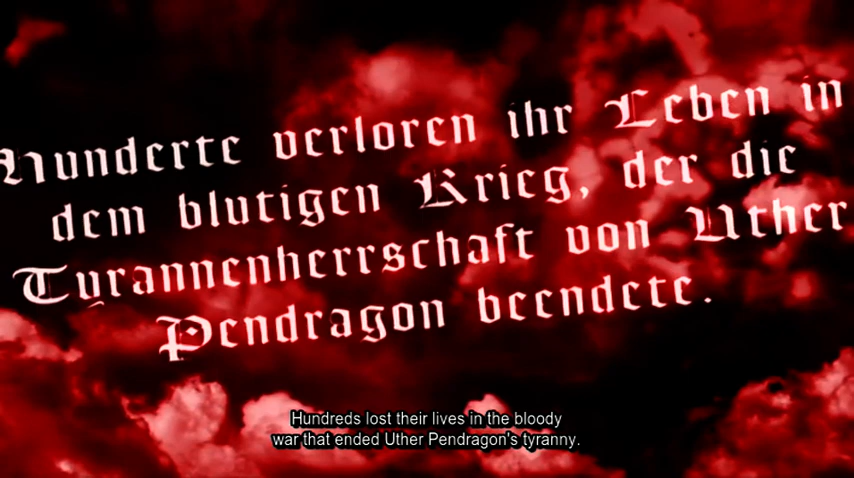 Hunderte verloren ihr Leben in
dem blutigen Krieg, der die
Tyrannenherrschaft von Uther
Pendragon beendete.
Hundreds lost their lives in the bloody
war that ended Uther Pendragon's tyranny.